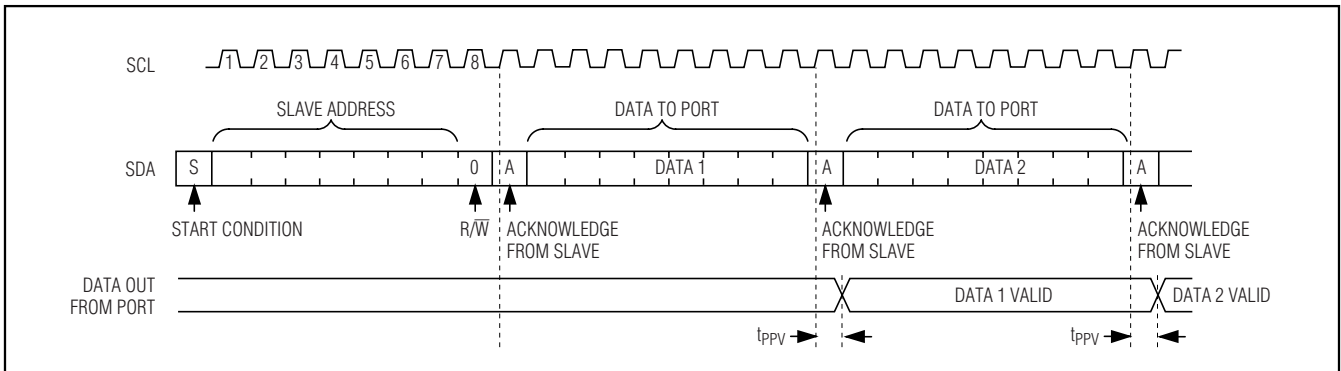 SCL 1 2 3 4 5 6 7 8
SLAVE ADDRESS DATA TO PORT DATA TO PORT
SDA S 0 A DATA 1 A DATA 2 A
START CONDITION R/W̅ ACKNOWLEDGE FROM SLAVE ACKNOWLEDGE FROM SLAVE ACKNOWLEDGE FROM SLAVE
DATA OUT FROM PORT DATA 1 VALID DATA 2 VALID
tPPV tPPV